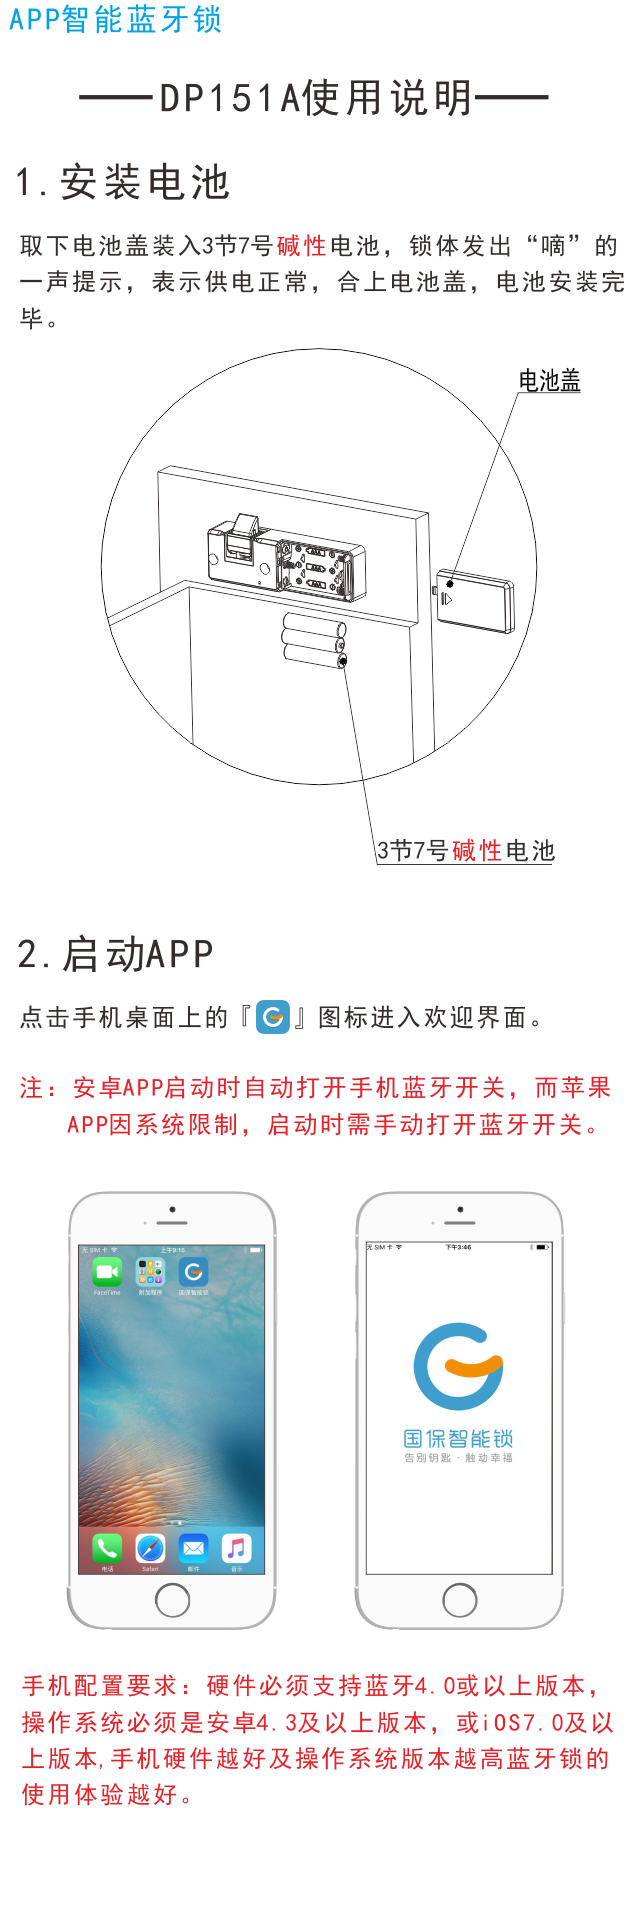 APP智能蓝牙锁
DP151A使用说明
1.安装电池
取下电池盖装入3节7号碱性电池，锁体发出“嘀”的
一声提示，表示供电正常，合上电池盖，电池安装完
毕。
电池盖
AAA
AAA
AAA
3节7号碱性电池
2.启动APP
点击手机桌面上的『 』图标进入欢迎界面。
注：安卓APP启动时自动打开手机蓝牙开关，而苹果
APP因系统限制，启动时需手动打开蓝牙开关。
无 SIM 卡 上午9:15
FaceTime 附加程序 国保智能锁
电话 Safari 邮件 音乐
无 SIM 卡 下午3:46
国保智能锁
告别钥匙·触动幸福
手机配置要求：硬件必须支持蓝牙4.0或以上版本，
操作系统必须是安卓4.3及以上版本，或iOS7.0及以
上版本,手机硬件越好及操作系统版本越高蓝牙锁的
使用体验越好。